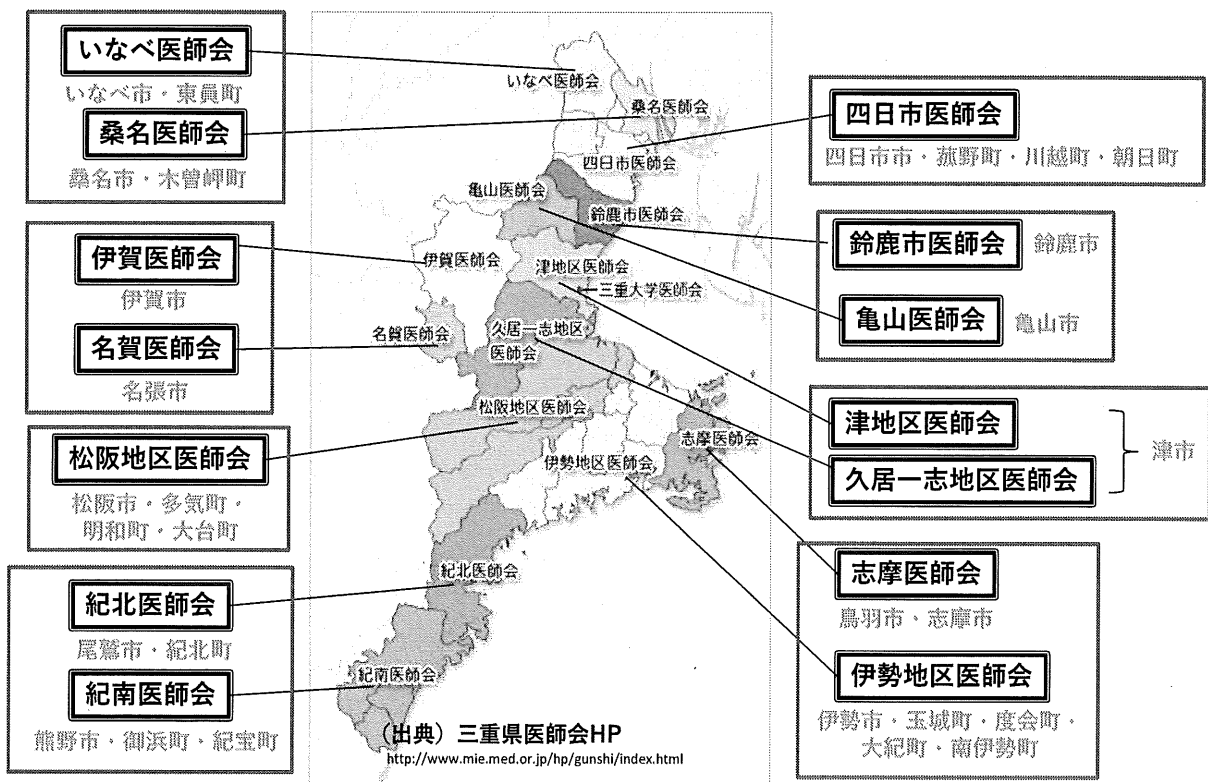 いなべ医師会
いなべ市・東員町
桑名医師会
桑名市・木曽岬町
伊賀医師会
伊賀市
名賀医師会
名張市
松阪地区医師会
松阪市・多気町・
明和町・大台町
紀北医師会
尾鷲市・紀北町
紀南医師会
熊野市・御浜町・紀宝町
いなべ医師会
桑名医師会
四日市医師会
亀山医師会
鈴鹿市医師会
伊賀医師会
津地区医師会
三重大学医師会
名賀医師会
久居一志地区
医師会
松阪地区医師会
志摩医師会
伊勢地区医師会
紀北医師会
紀南医師会
(出典) 三重県医師会HP
http://www.mie.med.or.jp/hp/gunshi/index.html
四日市医師会
四日市市・菰野町・川越町・朝日町
鈴鹿市医師会 鈴鹿市
亀山医師会 亀山市
津地区医師会
津市
久居一志地区医師会
志摩医師会
鳥羽市・志摩市
伊勢地区医師会
伊勢市・玉城町・度会町・
大紀町・南伊勢町